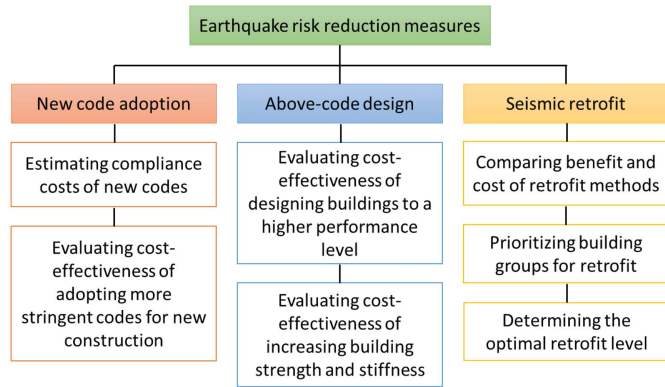 Earthquake risk reduction measures
New code adoption
Above-code design
Seismic retrofit
Estimating compliance
costs of new codes
Evaluating cost-
effectiveness of
adopting more
stringent codes for new
construction
Evaluating cost-
effectiveness of
designing buildings to a
higher performance
level
Evaluating cost-
effectiveness of
increasing building
strength and stiffness
Comparing benefit and
cost of retrofit methods
Prioritizing building
groups for retrofit
Determining the
optimal retrofit level